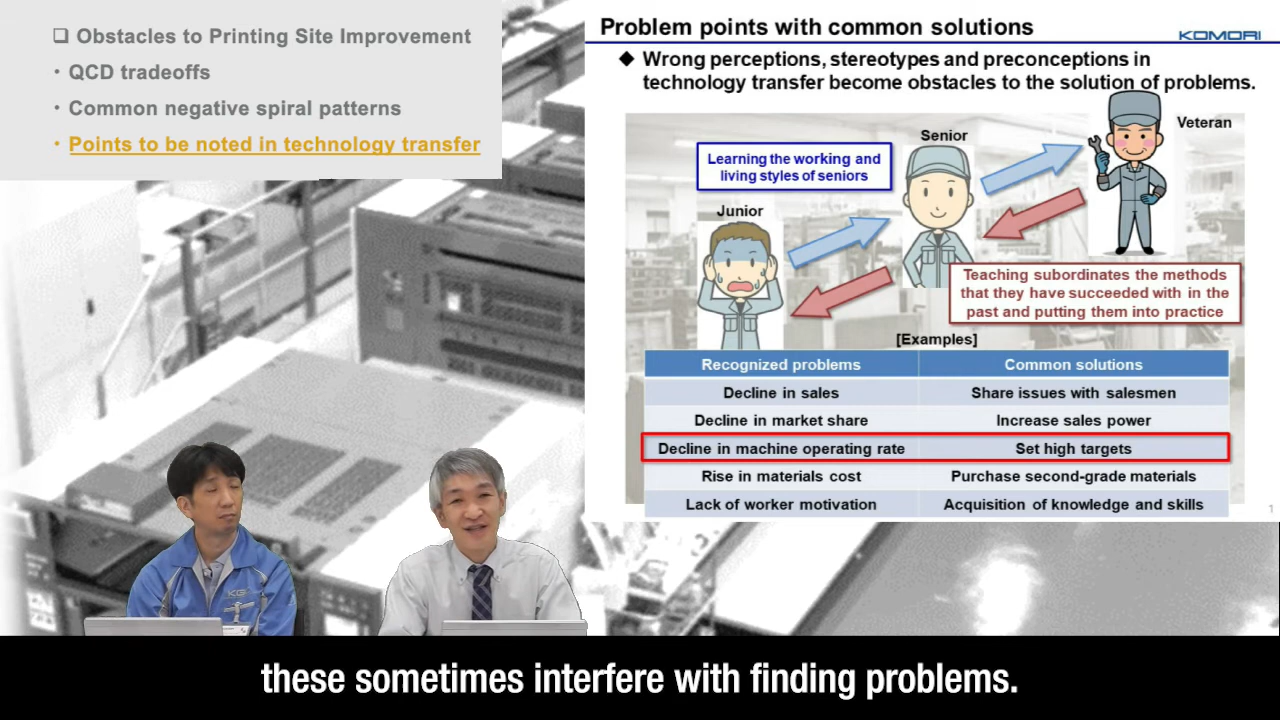 ❑ Obstacles to Printing Site Improvement
・QCD tradeoffs
・Common negative spiral patterns
・Points to be noted in technology transfer
Problem points with common solutions
KOMORI
◆ Wrong perceptions, stereotypes and preconceptions in
technology transfer become obstacles to the solution of problems.
Veteran
Senior
Learning the working and
living styles of seniors
Junior
Teaching subordinates the methods
that they have succeeded with in the
past and putting them into practice
[Examples]
Recognized problems Common solutions
Decline in sales Share issues with salesmen
Decline in market share Increase sales power
Decline in machine operating rate Set high targets
Rise in materials cost Purchase second-grade materials
Lack of worker motivation Acquisition of knowledge and skills
1
these sometimes interfere with finding problems.